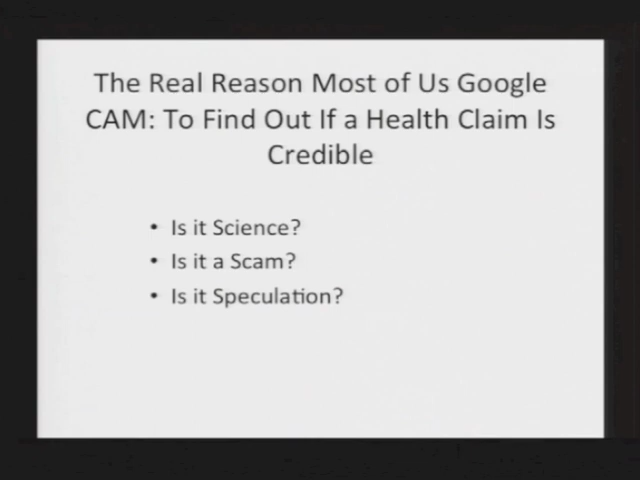 The Real Reason Most of Us Google
CAM: To Find Out If a Health Claim Is
Credible
• Is it Science?
• Is it a Scam?
• Is it Speculation?